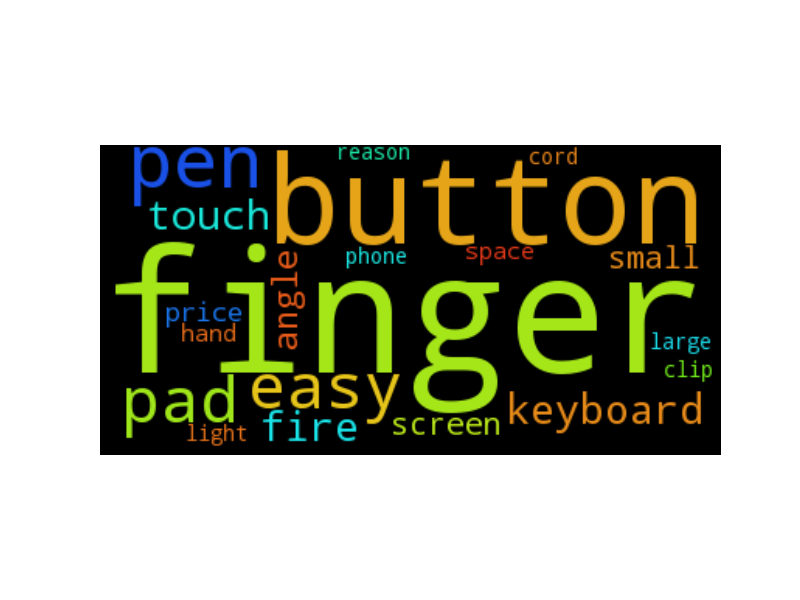 reason
cord
pen
button
touch
phone
space
small
angle
finger
price
hand
large
clip
easy
pad
keyboard
screen
fire
light